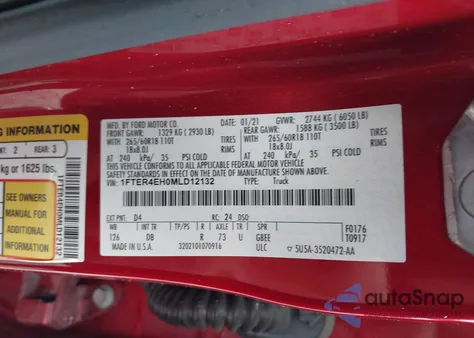 G INFORMATION
2 REAR: 3
kg or 1625 lbs.
SEE OWNERS
MANUAL FOR
ADDITIONAL
INFORMATION
1FTER4EH0MLD12132
MFD. BY FORD MOTOR CO.
01/21 GVWR: 2744 KG ( 6050 LB)
FRONT GAWR: 1329 KG ( 2930 LB)
REAR GAWR: 1588 KG ( 3500 LB)
WITH 265/60R18 110T
WITH 265/60R18 110T
18x8.0J
18x8.0J
AT 240 kPa/ 35 PSI COLD
AT 240 kPa/ 35 PSI COLD
THIS VEHICLE CONFORMS TO ALL APPLICABLE FEDERAL MOTOR VEHICLE
SAFETY STANDARDS IN EFFECT ON THE DATE OF MANUFACTURE SHOWN ABOVE.
VIN: 1FTER4EH0MLD12132
TYPE: Truck
EXT PNT: D4 RC: 24 DSO:
F0176
T0917
WB INT TR TP/PS R AXLE TR SPR
126 DB R 73 U GBEE
MADE IN U.S.A. 3202101070916 ULC
5U5A-3520472-AA
autoSnap